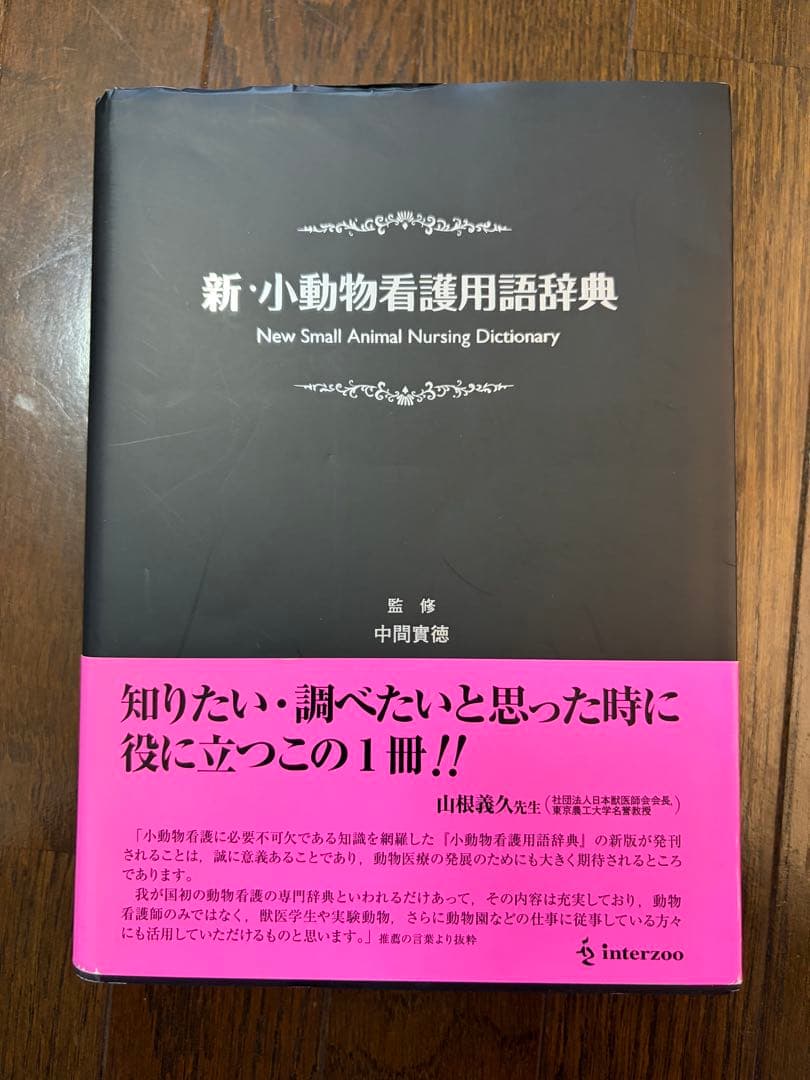 新・小動物看護用語辞典
New Small Animal Nursing Dictionary
監 修
中間實徳
知りたい・調べたいと思った時に
役に立つこの1冊!!
山根義久先生(社団法人日本獣医師会会長,
東京農工大学名誉教授)
「小動物看護に必要不可欠である知識を網羅した『小動物看護用語辞典』の新版が発刊
されることは,誠に意義あることであり,動物医療の発展のためにも大きく期待されるところ
であります。
我が国初の動物看護の専門辞典といわれるだけあって,その内容は充実しており,動物
看護師のみではなく,獣医学生や実験動物,さらに動物園などの仕事に従事している方々
にも活用していただけるものと思います。」推薦の言葉より抜粋
interzoo